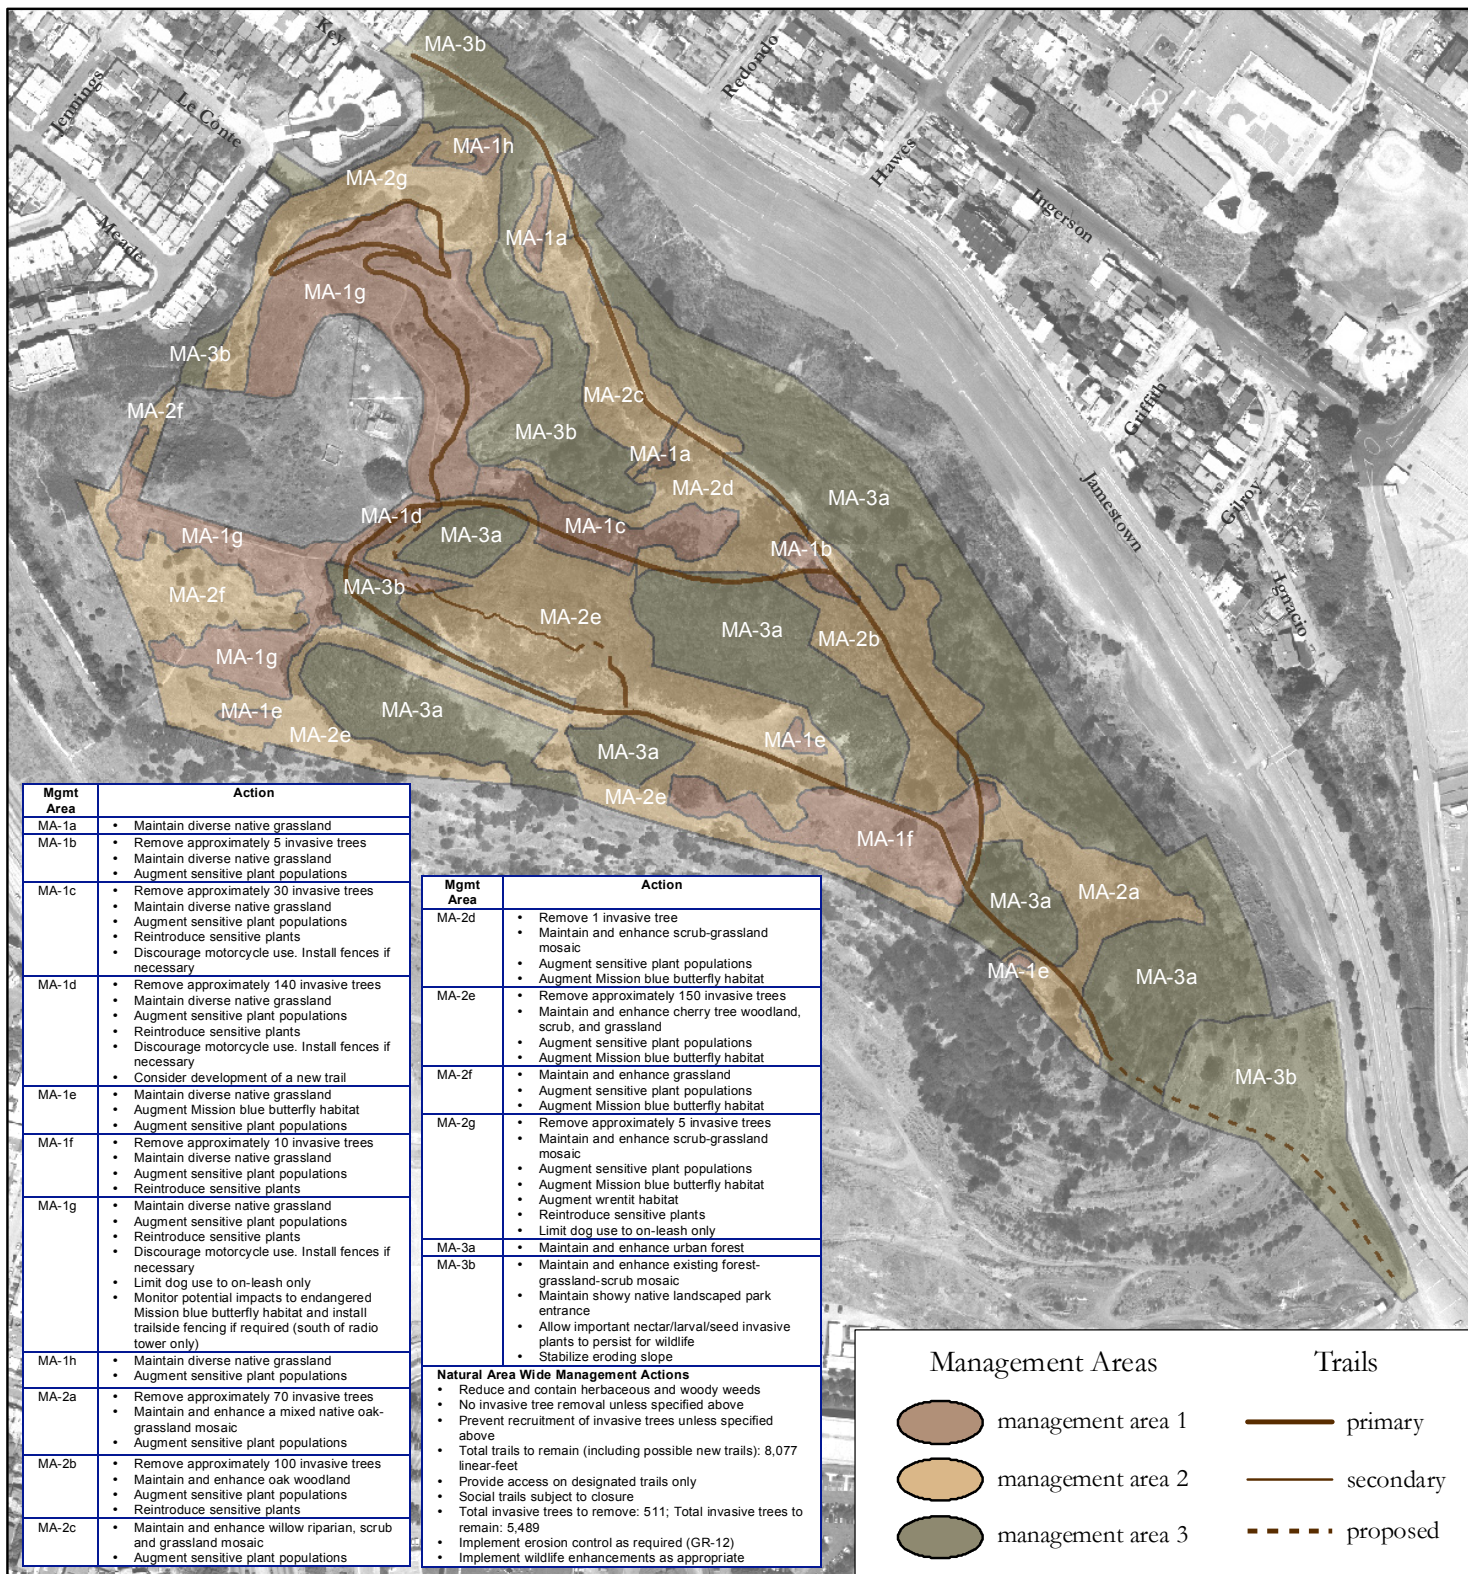 Key
MA-3b
Redondo
Jennings
Le Conte
MA-1h
Hawes
MA-2g
Ingerson
Meade
MA-1a
MA-1g
MA-3b
MA-2c
MA-2f
Griffith
MA-3b
MA-1a
MA-2d
MA-3a
Gilroy
Jamestown
MA-1d
MA-1c
MA-1g
MA-3a
MA-1b
MA-3b
MA-2f
MA-2e
Ignacio
MA-3a
MA-2b
MA-1g
MA-3a
MA-1e
MA-2e
MA-1e
MA-3a
MA-2e
MA-1f
MA-2a
MA-3a
MA-1e
MA-3a
MA-3b
Mgmt Area Action
MA-1a • Maintain diverse native grassland
MA-1b • Remove approximately 5 invasive trees
• Maintain diverse native grassland
• Augment sensitive plant populations
MA-1c • Remove approximately 30 invasive trees
• Maintain diverse native grassland
• Augment sensitive plant populations
• Reintroduce sensitive plants
• Discourage motorcycle use. Install fences if
necessary
MA-1d • Remove approximately 140 invasive trees
• Maintain diverse native grassland
• Augment sensitive plant populations
• Reintroduce sensitive plants
• Discourage motorcycle use. Install fences if
necessary
• Consider development of a new trail
MA-1e • Maintain diverse native grassland
• Augment Mission blue butterfly habitat
• Augment sensitive plant populations
MA-1f • Remove approximately 10 invasive trees
• Maintain diverse native grassland
• Augment sensitive plant populations
• Reintroduce sensitive plants
MA-1g • Maintain diverse native grassland
• Augment sensitive plant populations
• Reintroduce sensitive plants
• Discourage motorcycle use. Install fences if
necessary
• Limit dog use to on-leash only
• Monitor potential impacts to endangered
Mission blue butterfly habitat and install
trailside fencing if required (south of radio
tower only)
MA-1h • Maintain diverse native grassland
• Augment sensitive plant populations
MA-2a • Remove approximately 70 invasive trees
• Maintain and enhance a mixed native oak-
grassland mosaic
• Augment sensitive plant populations
MA-2b • Remove approximately 100 invasive trees
• Maintain and enhance oak woodland
• Augment sensitive plant populations
• Reintroduce sensitive plants
MA-2c • Maintain and enhance willow riparian, scrub
and grassland mosaic
• Augment sensitive plant populations
Mgmt Area Action
MA-2d • Remove 1 invasive tree
• Maintain and enhance scrub-grassland
mosaic
• Augment sensitive plant populations
• Augment Mission blue butterfly habitat
MA-2e • Remove approximately 150 invasive trees
• Maintain and enhance cherry tree woodland,
scrub, and grassland
• Augment sensitive plant populations
• Augment Mission blue butterfly habitat
MA-2f • Maintain and enhance grassland
• Augment sensitive plant populations
• Augment Mission blue butterfly habitat
MA-2g • Remove approximately 5 invasive trees
• Maintain and enhance scrub-grassland
mosaic
• Augment sensitive plant populations
• Augment Mission blue butterfly habitat
• Augment wrentit habitat
• Reintroduce sensitive plants
• Limit dog use to on-leash only
MA-3a • Maintain and enhance urban forest
MA-3b • Maintain and enhance existing forest-
grassland-scrub mosaic
• Maintain showy native landscaped park
entrance
• Allow important nectar/larval/seed invasive
plants to persist for wildlife
• Stabilize eroding slope
Natural Area Wide Management Actions
• Reduce and contain herbaceous and woody weeds
• No invasive tree removal unless specified above
• Prevent recruitment of invasive trees unless specified
above
• Total trails to remain (including possible new trails): 8,077
linear-feet
• Provide access on designated trails only
• Social trails subject to closure
• Total invasive trees to remove: 511; Total invasive trees to
remain: 5,489
• Implement erosion control as required (GR-12)
• Implement wildlife enhancements as appropriate
Management Areas
management area 1
management area 2
management area 3
Trails
primary
secondary
proposed